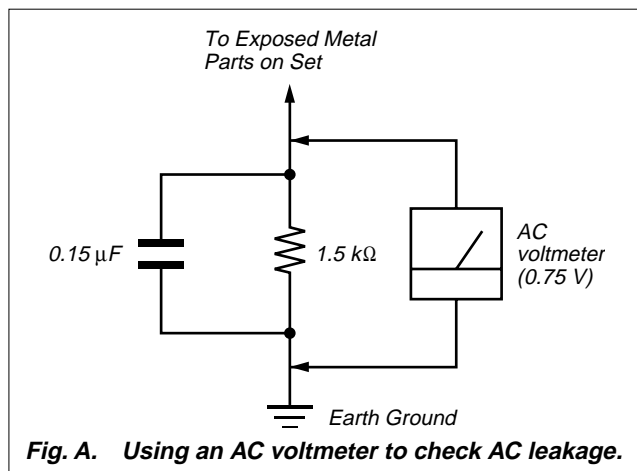 To Exposed Metal
Parts on Set
0.15 µF
1.5 kΩ
AC
voltmeter
(0.75 V)
Earth Ground
Fig. A. Using an AC voltmeter to check AC leakage.